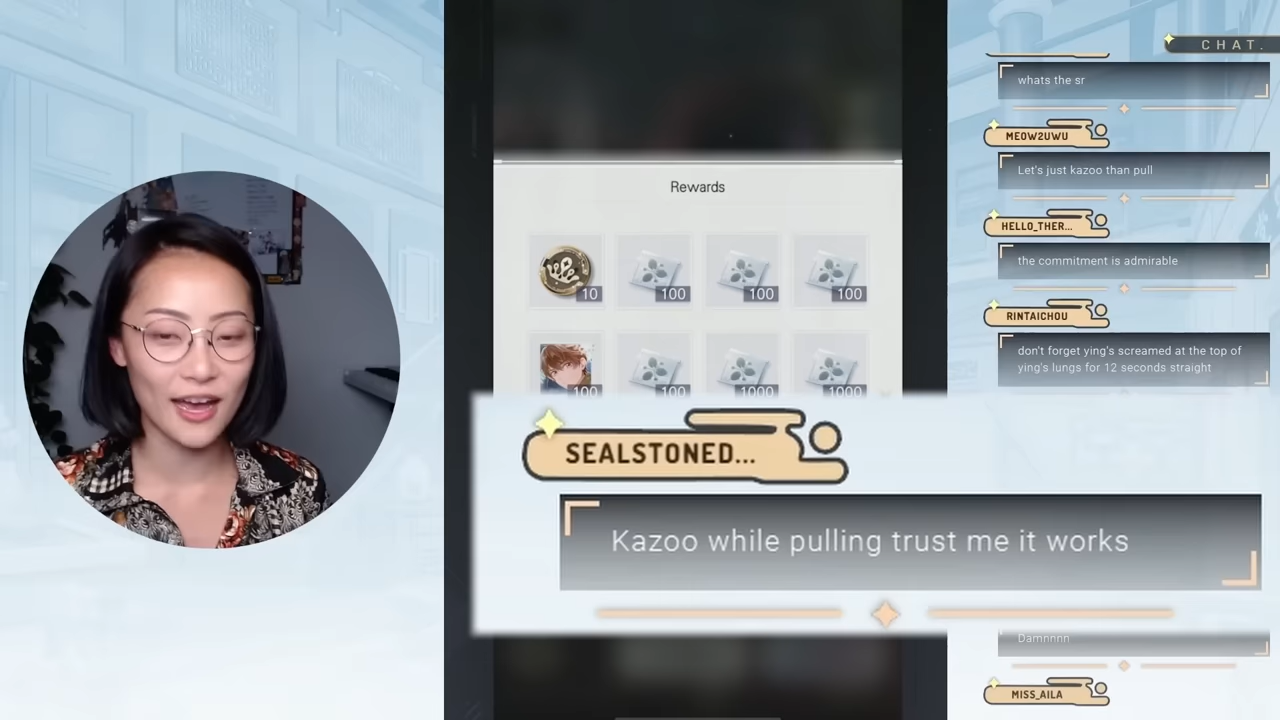 Rewards
10
100
100
100
100
100
1000
1000
SEALSTONED...
Kazoo while pulling trust me it works
CHAT.
whats the sr
MEOW2UWU
Let's just kazoo than pull
HELLO_THER...
the commitment is admirable
RINTAICHOU
don't forget ying's screamed at the top of
ying's lungs for 12 seconds straight
Damnnnn
MISS_AILA